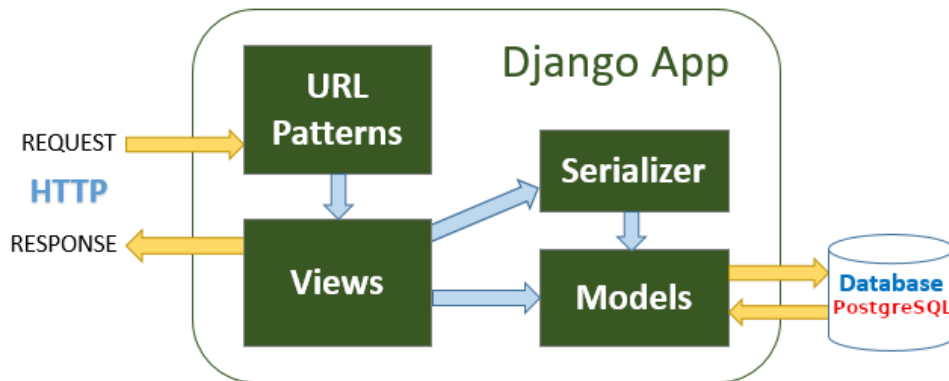 Django App
URL
Patterns
REQUEST
HTTP
RESPONSE
Serializer
Views
Models
Database
PostgreSQL